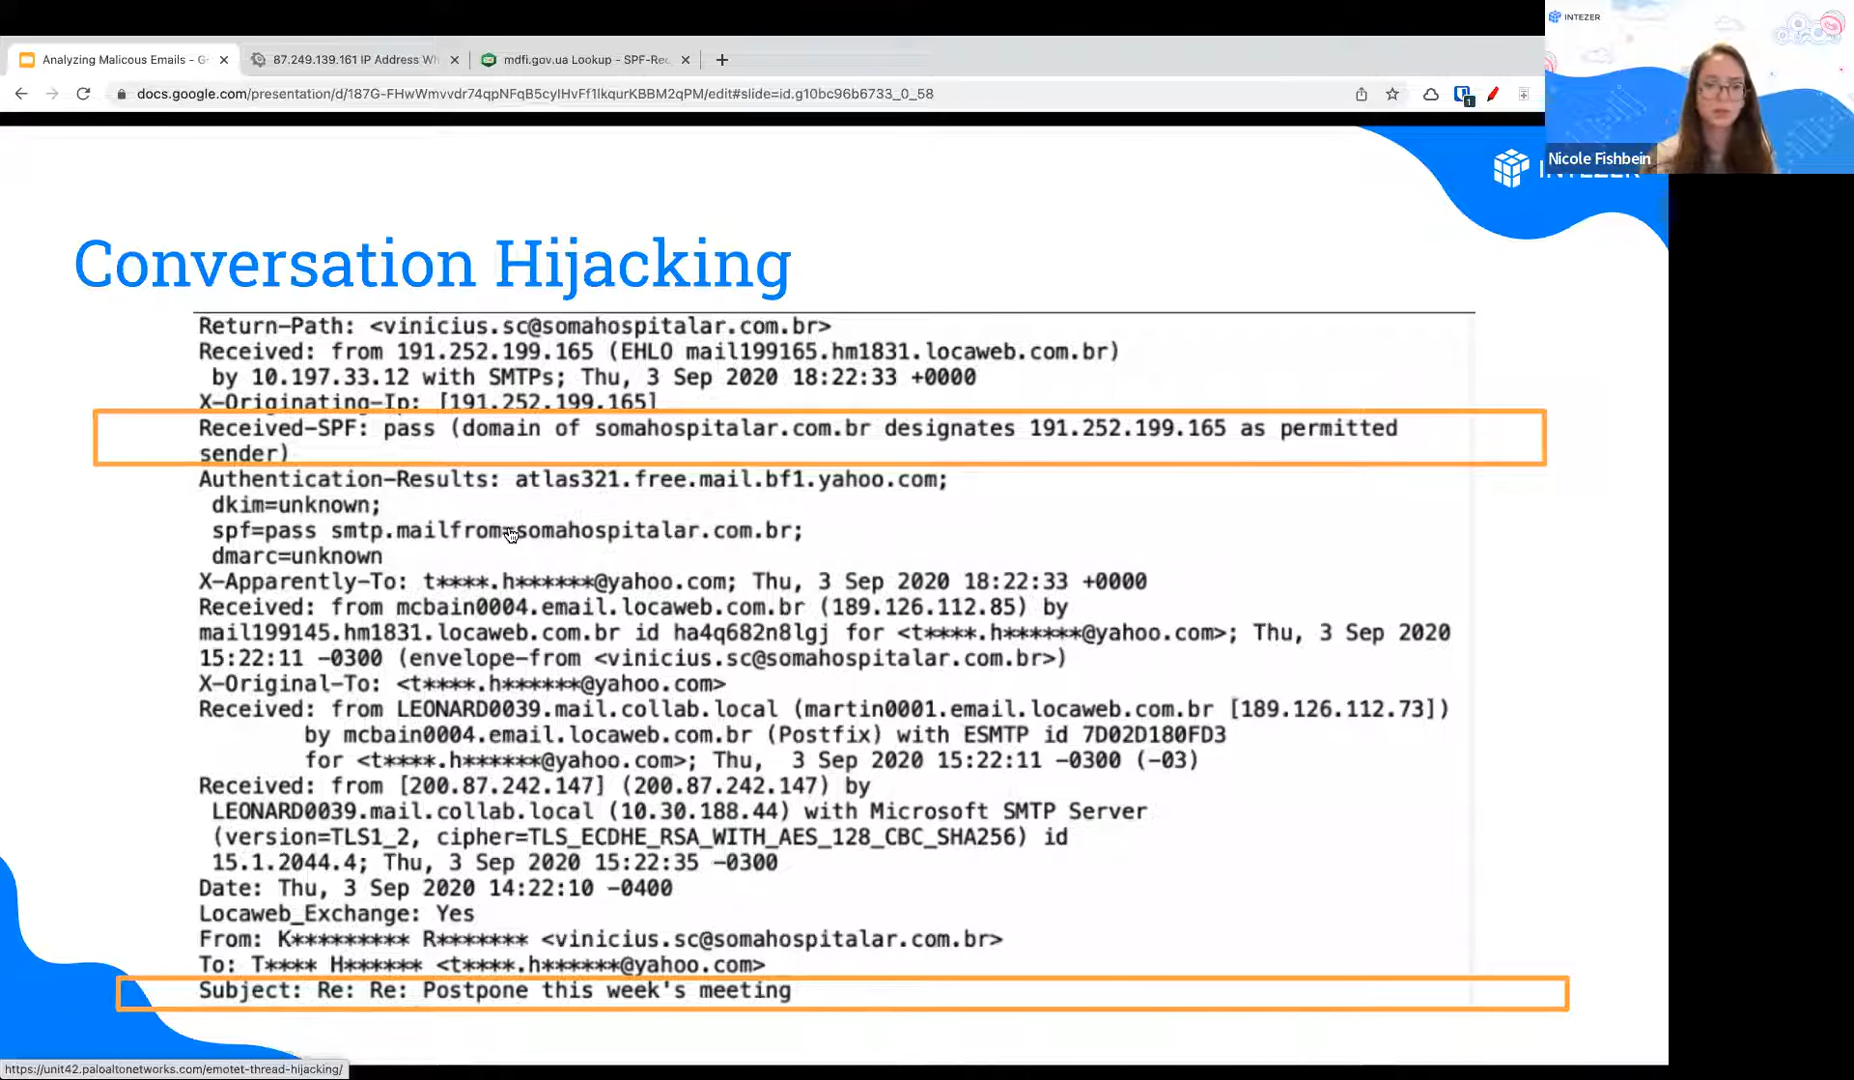 Analyzing Malicous Emails - G
87.249.139.161 IP Address Wh
mdfi.gov.ua Lookup - SPF-Rec
docs.google.com/presentation/d/187G-FHwWmvvdr74qpNFqB5cyIHvFf1lkqurKBBM2qPM/edit#slide=id.g10bc96b6733_0_58
1
INTEZER
Nicole Fishbein
Conversation Hijacking
Return-Path: <vinicius.sc@somahospitalar.com.br>
Received: from 191.252.199.165 (EHLO mail199165.hm1831.locaweb.com.br)
by 10.197.33.12 with SMTPs; Thu, 3 Sep 2020 18:22:33 +0000
X-Originating-Ip: [191.252.199.165]
Received-SPF: pass (domain of somahospitalar.com.br designates 191.252.199.165 as permitted
sender)
Authentication-Results: atlas321.free.mail.bf1.yahoo.com;
dkim=unknown;
spf=pass smtp.mailfrom=somahospitalar.com.br;
dmarc=unknown
X-Apparently-To: t****.h******@yahoo.com; Thu, 3 Sep 2020 18:22:33 +0000
Received: from mcbain0004.email.locaweb.com.br (189.126.112.85) by
mail199145.hm1831.locaweb.com.br id ha4q682n8lgj for <t****.h******@yahoo.com>; Thu, 3 Sep 2020
15:22:11 -0300 (envelope-from <vinicius.sc@somahospitalar.com.br>)
X-Original-To: <t****.h******@yahoo.com>
Received: from LEONARD0039.mail.collab.local (martin0001.email.locaweb.com.br [189.126.112.73])
by mcbain0004.email.locaweb.com.br (Postfix) with ESMTP id 7D02D180FD3
for <t****.h******@yahoo.com>; Thu, 3 Sep 2020 15:22:11 -0300 (-03)
Received: from [200.87.242.147] (200.87.242.147) by
LEONARD0039.mail.collab.local (10.30.188.44) with Microsoft SMTP Server
(version=TLS1_2, cipher=TLS_ECDHE_RSA_WITH_AES_128_CBC_SHA256) id
15.1.2044.4; Thu, 3 Sep 2020 15:22:35 -0300
Date: Thu, 3 Sep 2020 14:22:10 -0400
Locaweb_Exchange: Yes
From: K********* R******* <vinicius.sc@somahospitalar.com.br>
To: T**** H****** <t****.h******@yahoo.com>
Subject: Re: Re: Postpone this week's meeting
https://unit42.paloaltonetworks.com/emotet-thread-hijacking/